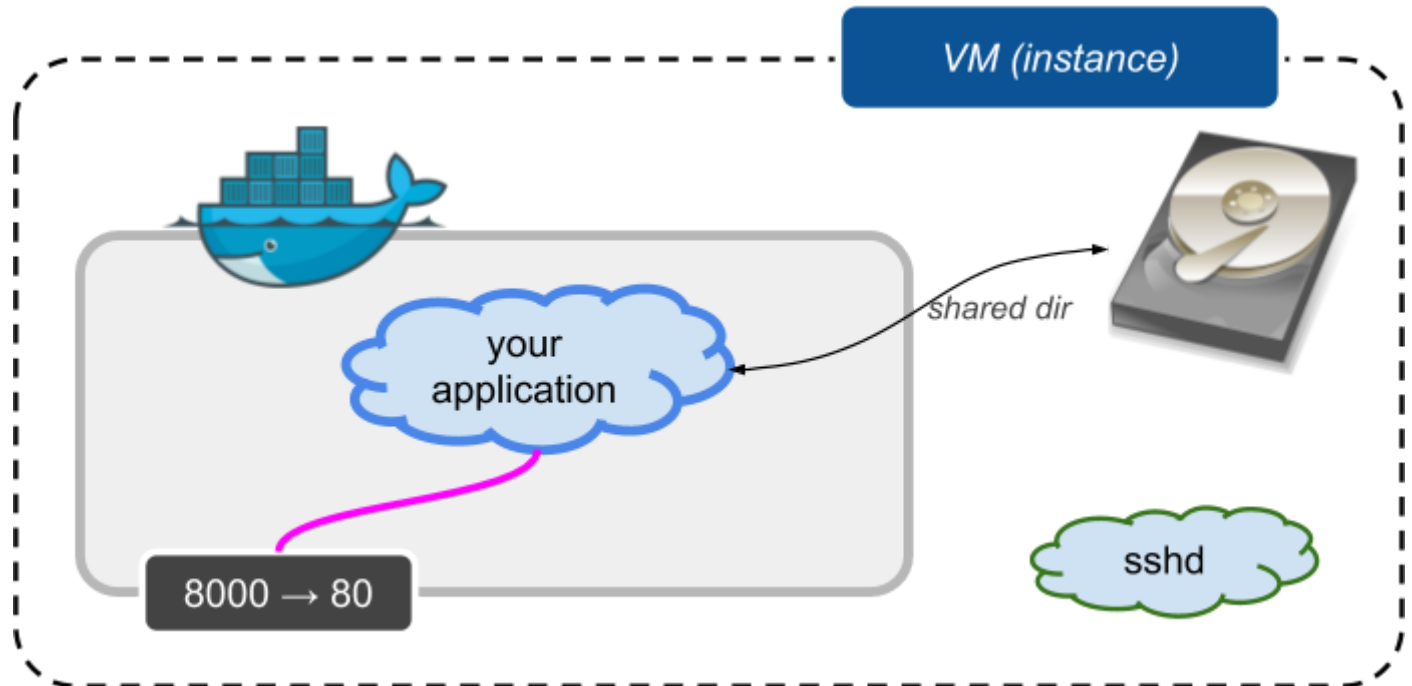 VM (instance)
your
application
shared dir
sshd
8000 → 80